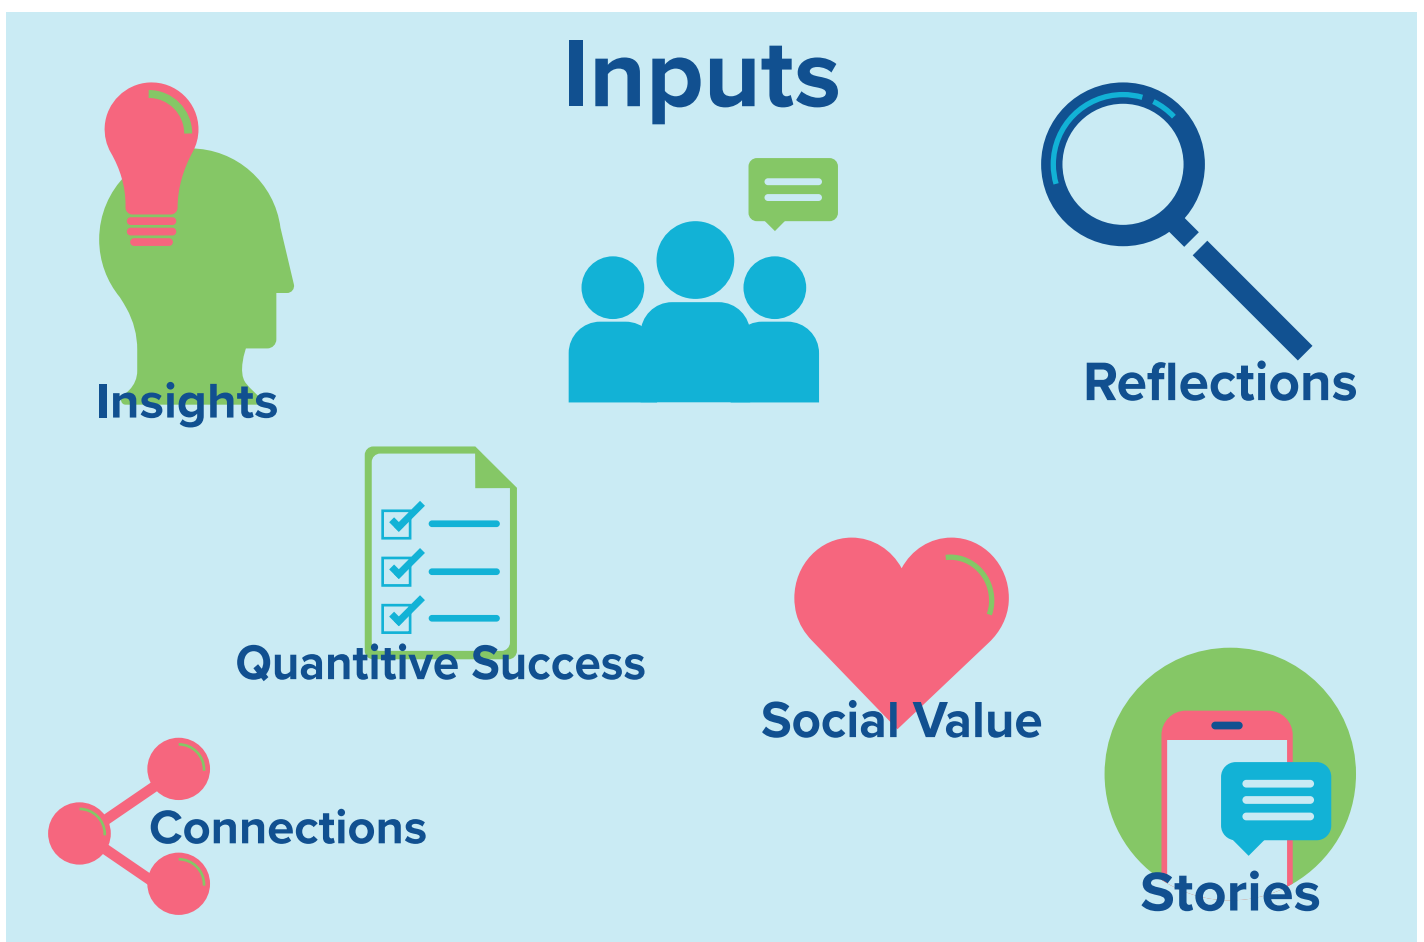 Inputs
Insights
Reflections
Quantitive Success
Social Value
Connections
Stories